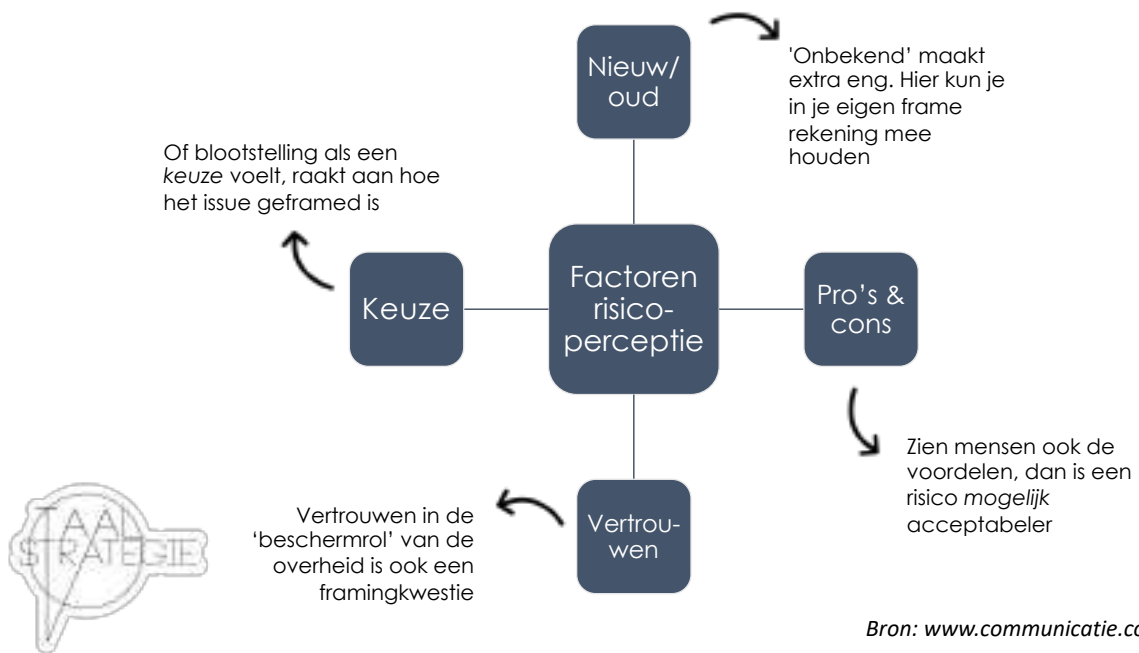 Nieuw/
oud
'Onbekend’ maakt
extra eng. Hier kun je
in je eigen frame
rekening mee
houden
Of blootstelling als een
keuze voelt, raakt aan hoe
het issue geframed is
Keuze
Factoren
risico-
perceptie
Pro’s &
cons
Zien mensen ook de
voordelen, dan is een
risico mogelijk
acceptabeler
Vertrou-
wen
Vertrouwen in de
‘beschermrol’ van de
overheid is ook een
framingkwestie
TAAL
STRATEGIE
Bron: www.communicatie.co